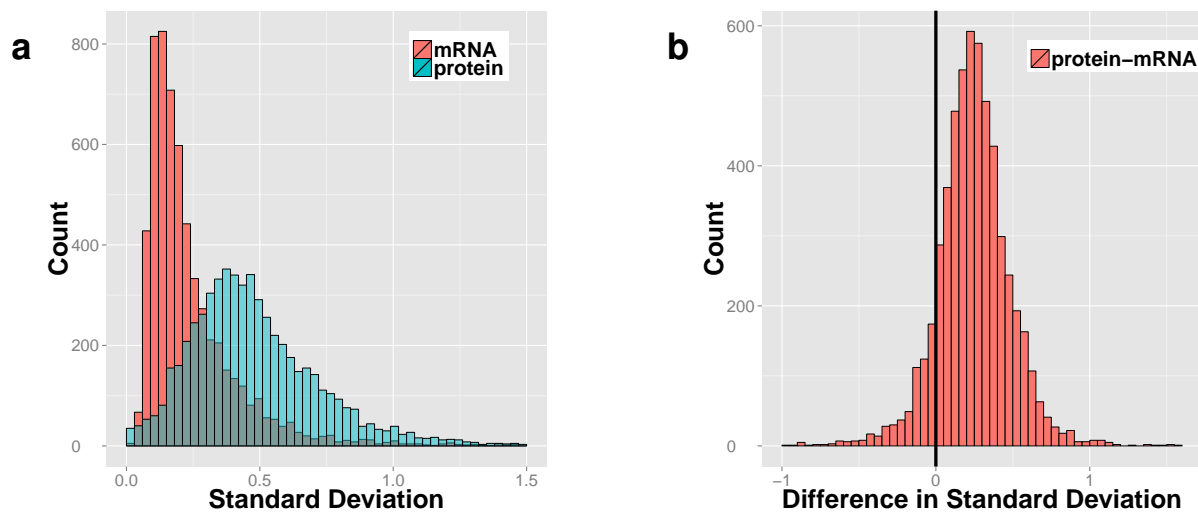 a
mRNA
protein
800
600
400
200
0
Count
0.0
0.5
1.0
1.5
Standard Deviation
b
protein−mRNA
600
400
200
0
Count
−1
0
1
Difference in Standard Deviation